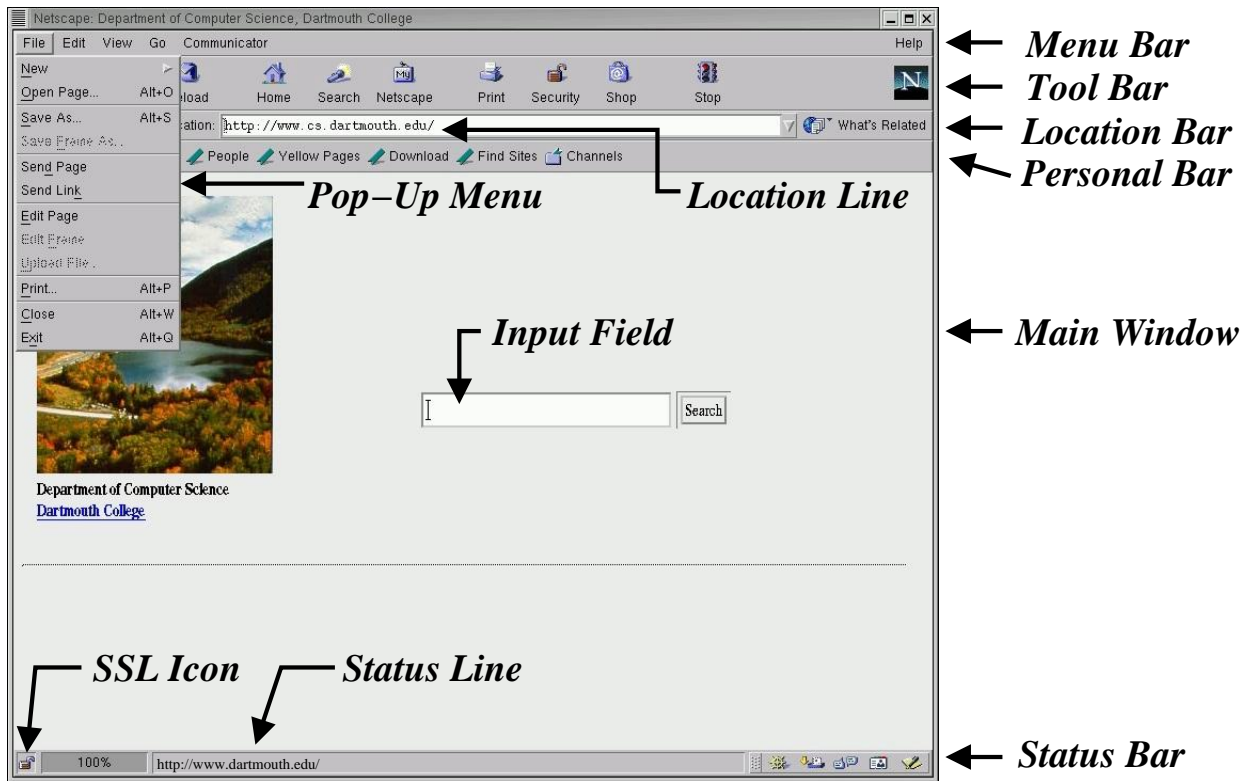 Netscape: Department of Computer Science, Dartmouth College
File Edit View Go Communicator Help
Menu Bar
New
Open Page... Alt+O
Save As... Alt+S
Save Frame As...
Send Page
Send Link
Edit Page
Edit Frame
Upload File...
Print... Alt+P
Close Alt+W
Exit Alt+Q
load Home Search My Netscape Print Security Shop Stop N
Tool Bar
ation: http://www.cs.dartmouth.edu/ What's Related
Location Bar
People Yellow Pages Download Find Sites Channels
Personal Bar
Pop-Up Menu
Location Line
Input Field
Main Window
Search
Department of Computer Science
Dartmouth College
SSL Icon
Status Line
100% http://www.dartmouth.edu/
Status Bar